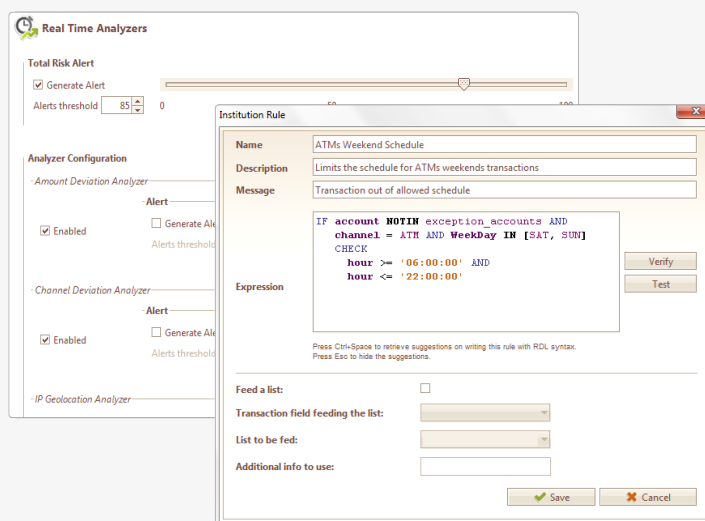 Real Time Analyzers
Total Risk Alert
Generate Alert
Alerts threshold 85 0
Analyzer Configuration
Amount Deviation Analyzer
Alert
Enabled
Generate Ale
Alerts threshold
Channel Deviation Analyzer
Alert
Enabled
Generate Ale
Alerts threshold
IP Geolocation Analyzer
Institution Rule
Name ATMs Weekend Schedule
Description Limits the schedule for ATMs weekends transactions
Message Transaction out of allowed schedule
Expression
IF account NOTIN exception_accounts AND
channel = ATM AND WeekDay IN [SAT, SUN]
CHECK
hour >= '06:00:00' AND
hour <= '22:00:00'
Verify
Test
Press Ctrl+Space to retrieve suggestions on writing this rule with RDL syntax.
Press Esc to hide the suggestions.
Feed a list:
Transaction field feeding the list:
List to be fed:
Additional info to use:
Save Cancel